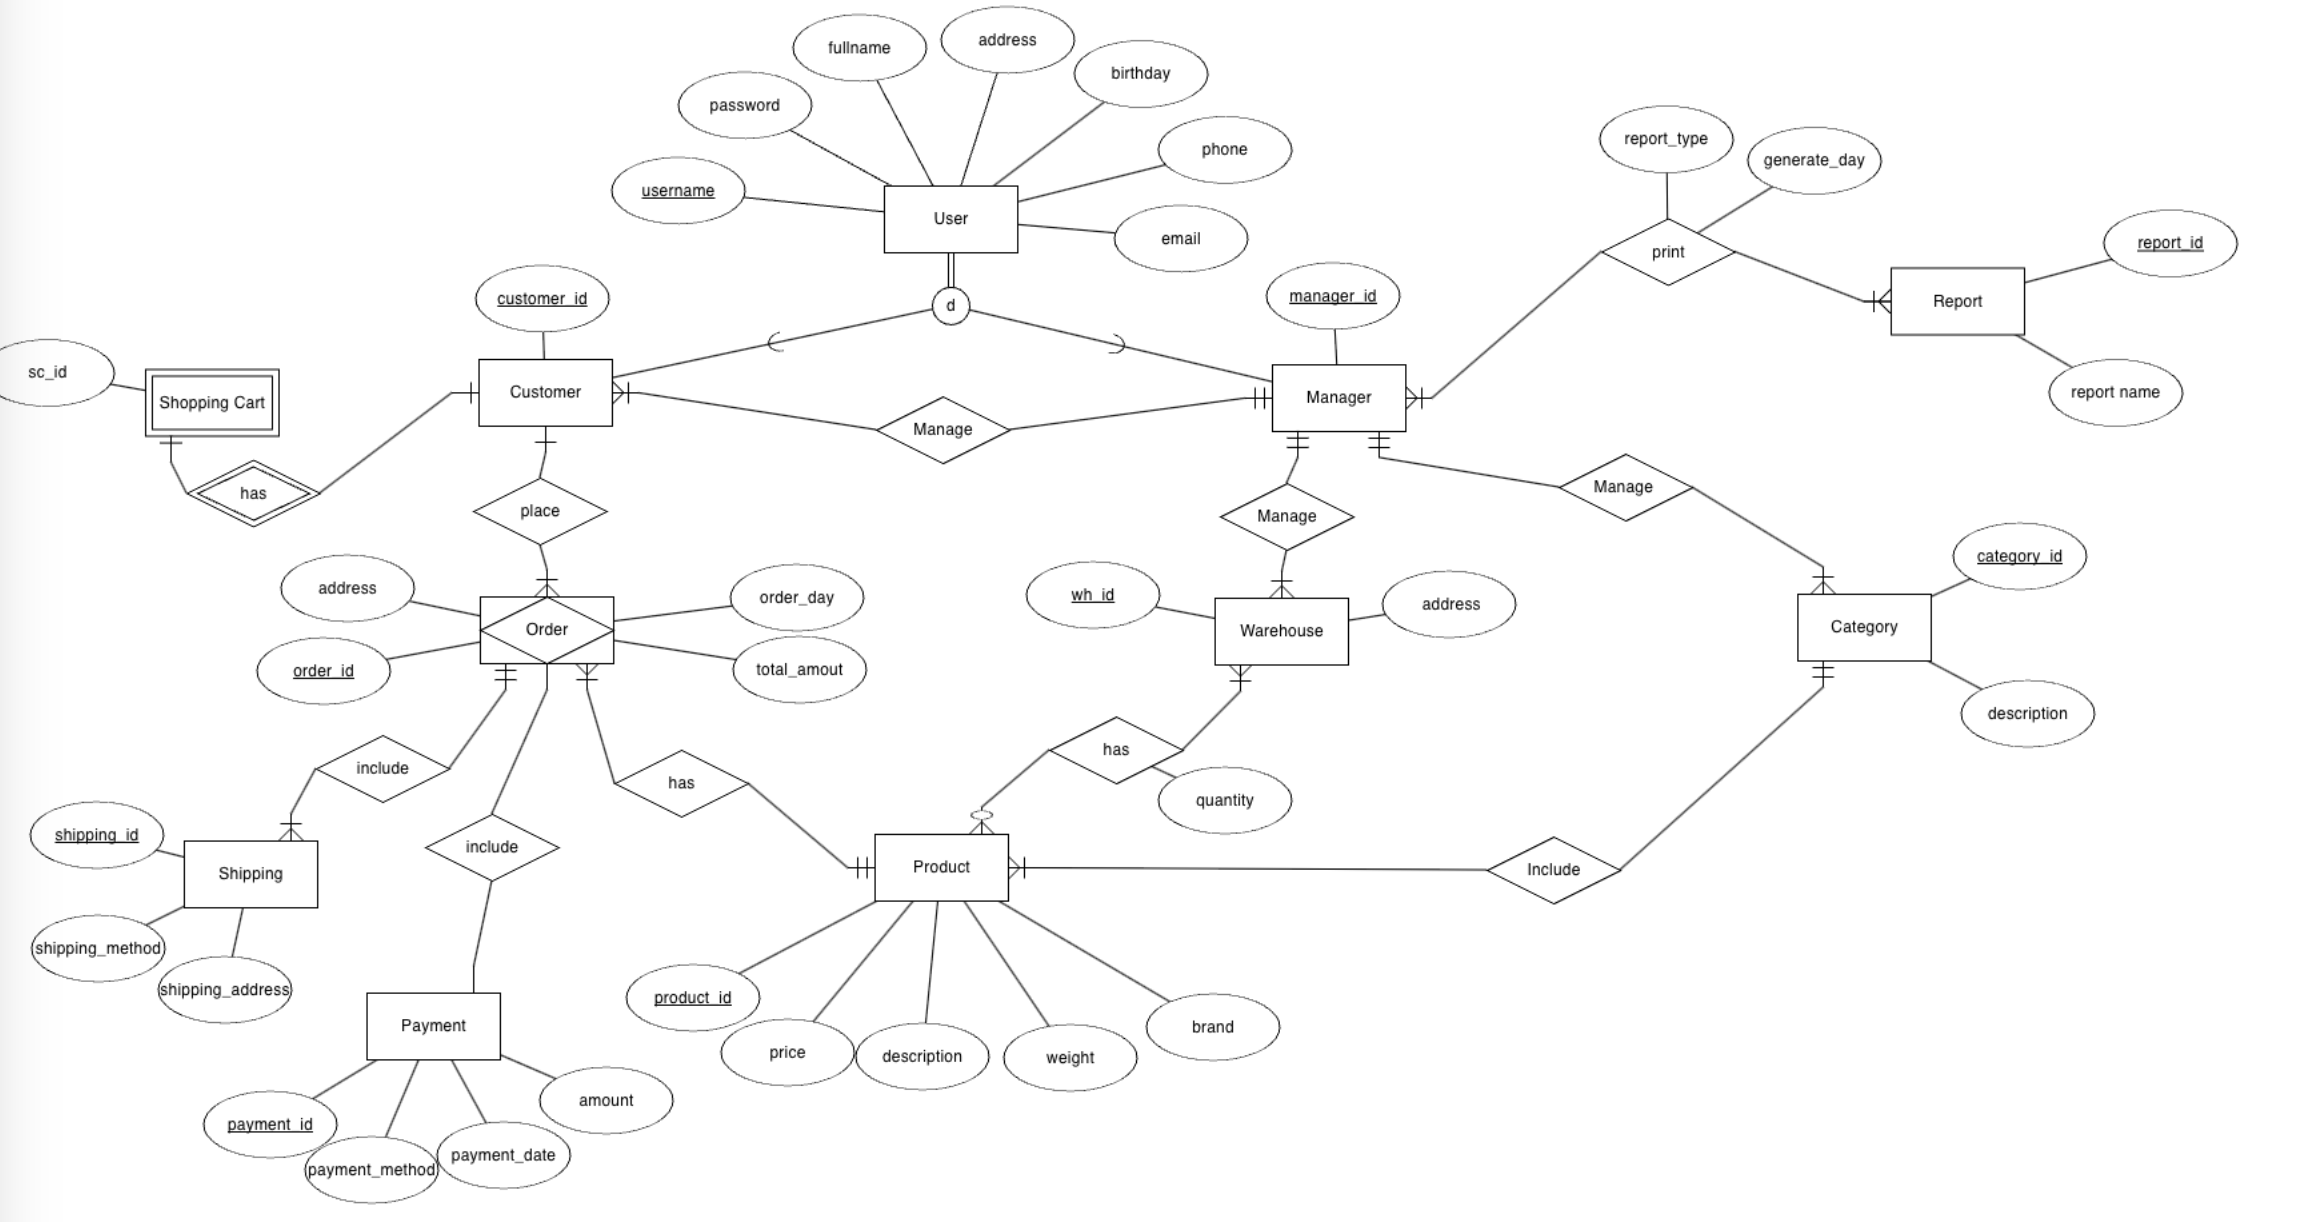 address
fullname
birthday
password
report_type
phone
generate_day
username
User
email
print
report_id
customer_id
manager_id
d
Report
sc_id
Shopping Cart
Customer
Manager
report name
Manage
has
place
Manage
Manage
address
order_day
wh_id
address
category_id
Order
Warehouse
Category
order_id
total_amout
description
include
has
has
quantity
shipping_id
include
Shipping
Product
Include
shipping_method
shipping_address
product_id
Payment
price
description
weight
brand
amount
payment_id
payment_method
payment_date